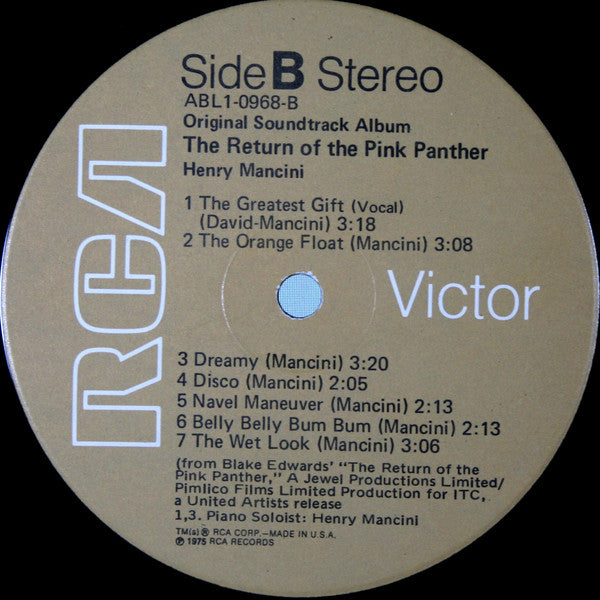 Side B Stereo
ABL1-0968-B
Original Soundtrack Album
The Return of the Pink Panther
Henry Mancini
1 The Greatest Gift (Vocal)
(David-Mancini) 3:18
2 The Orange Float (Mancini) 3:08
RCA
Victor
3 Dreamy (Mancini) 3:20
4 Disco (Mancini) 2:05
5 Navel Maneuver (Mancini) 2:13
6 Belly Belly Bum Bum (Mancini) 2:13
7 The Wet Look (Mancini) 3:06
(from Blake Edwards' "The Return of the
Pink Panther," A Jewel Productions Limited/
Pimlico Films Limited Production for ITC,
a United Artists release
1,3. Piano Soloist: Henry Mancini
TM(s) ® RCA CORP.—MADE IN U.S.A.
℗ 1975 RCA RECORDS